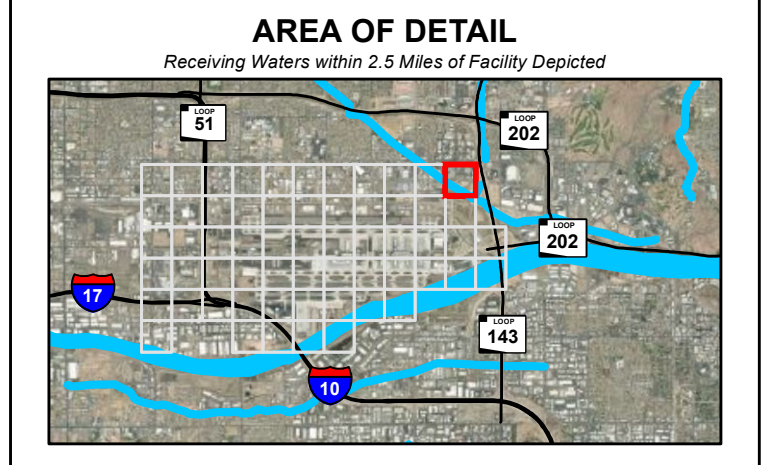 AREA OF DETAIL
Receiving Waters within 2.5 Miles of Facility Depicted
LOOP
51
LOOP
202
LOOP
202
17
LOOP
143
10